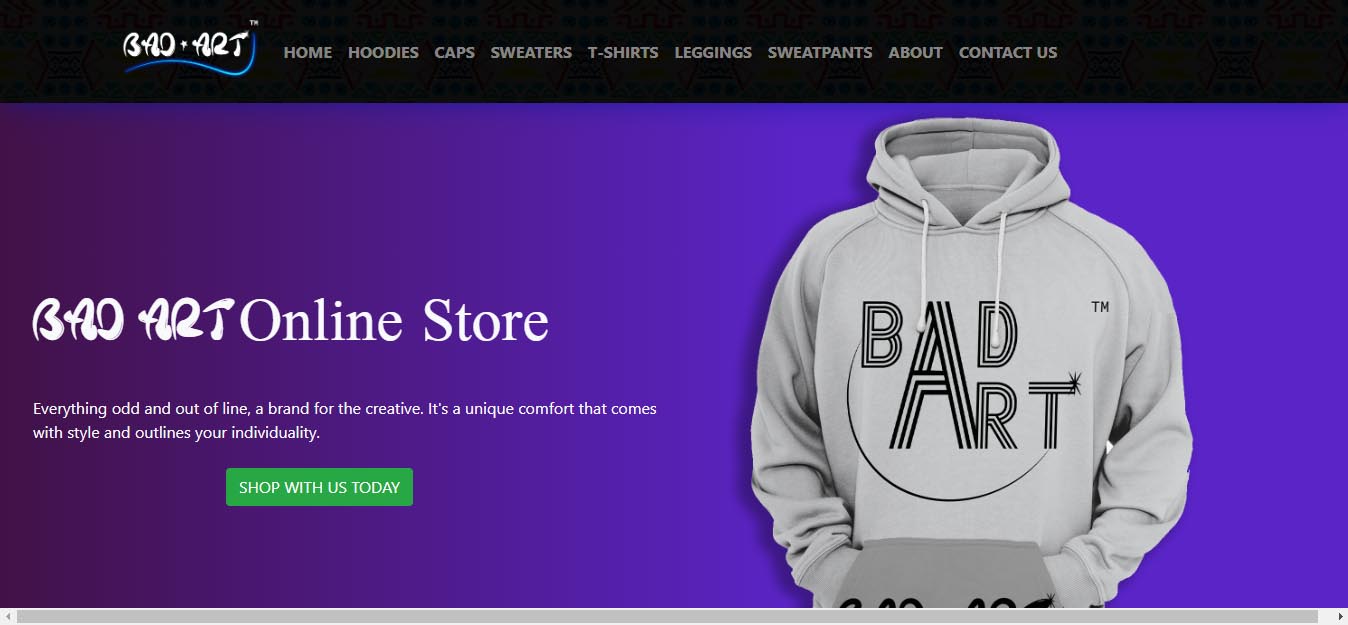 BAD ART ™
HOME HOODIES CAPS SWEATERS T-SHIRTS LEGGINGS SWEATPANTS ABOUT CONTACT US
BAD ART Online Store
Everything odd and out of line, a brand for the creative. It's a unique comfort that comes
with style and outlines your individuality.
SHOP WITH US TODAY
BAD ™
ART
BAD ART